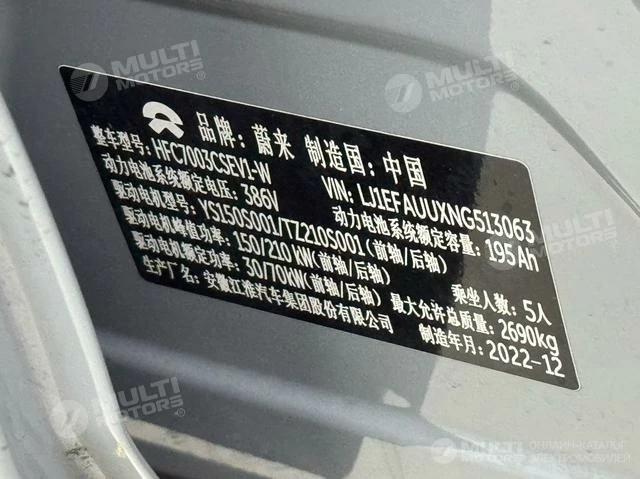 MULTI
MOTORS®
MULTI
MOTORS®
品牌：蔚来 制造国：中国
整车型号：HFC7003CSEV1-W VIN：LJ1EFAUUXNG513063
动力电池系统额定电压：386V 动力电池系统额定容量：195Ah
驱动电机型号：YS150S001/TZ210S001(前轴/后轴)
驱动电机峰值功率：150/210KW(前轴/后轴) 乘坐人数：5人
驱动电机额定功率：30/70kW(前轴/后轴) 最大允许总质量：2690kg
生产厂名：安徽江淮汽车集团股份有限公司 制造年月：2022-12
MULTI
MOTORS®
MULTI
MOTORS
ОНЛАЙН-КАТАЛОГ
ЭЛЕКТРОМОБИЛЕЙ